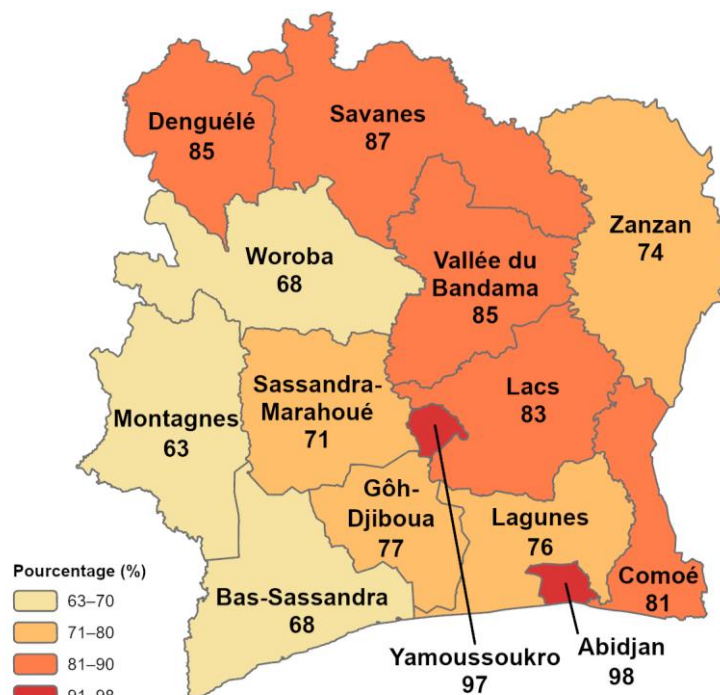 Denguélé
85
Savanes
87
Zanzan
74
Woroba
68
Vallée du
Bandama
85
Sassandra-
Marahoué
71
Lacs
83
Montagnes
63
Gôh-
Djiboua
77
Lagunes
76
Comoé
81
Bas-Sassandra
68
Yamoussoukro
97
Abidjan
98
Pourcentage (%)
63–70
71–80
81–90
91–98